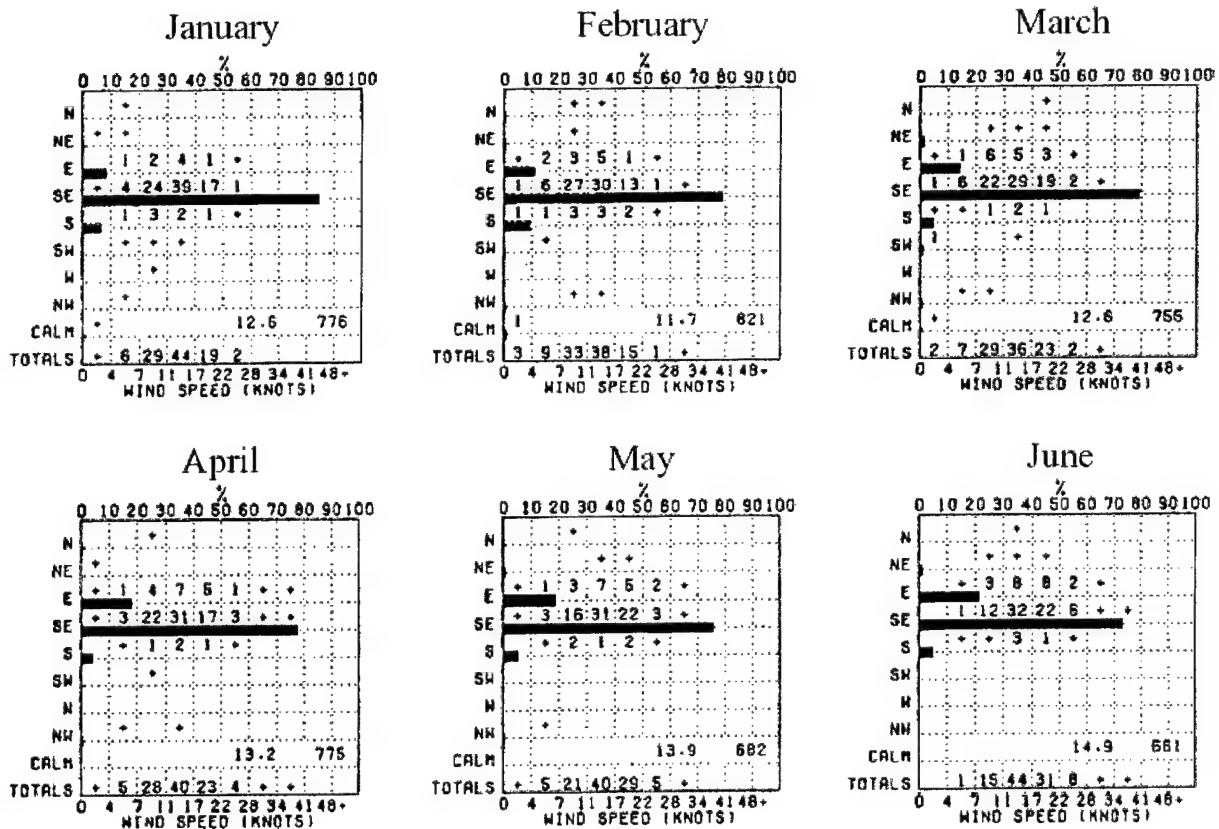 January
%
0 10 20 30 40 50 60 70 80 90 100
N +
NE + +
E 1 2 4 1 +
SE + 4 24 39 17 1
S 1 3 2 1 +
SW + + +
W +
NW +
12.6 776
CALM +
TOTALS + 6 29 44 19 2
0 4 7 11 17 22 28 34 41 48+
WIND SPEED (KNOTS)
February
%
0 10 20 30 40 50 60 70 80 90 100
N + +
NE +
E + 2 3 5 1 +
SE 1 6 27 30 13 1 +
S 1 1 3 3 2 +
SW +
W
NW + +
11.7 821
CALM 1
TOTALS 3 9 33 38 15 1 +
0 4 7 11 17 22 28 34 41 48+
WIND SPEED (KNOTS)
March
%
0 10 20 30 40 50 60 70 80 90 100
N +
NE + + +
E + 1 6 5 3 +
SE 1 6 22 29 19 2 +
S + + 1 2 1
SW 1 +
W
NW + +
12.6 755
CALM +
TOTALS 2 7 29 36 23 2 +
0 4 7 11 17 22 28 34 41 48+
WIND SPEED (KNOTS)
April
%
0 10 20 30 40 50 60 70 80 90 100
N +
NE +
E + 1 4 7 5 1 + +
SE + 3 22 31 17 3 + +
S + 1 2 1 +
SW +
W
NW + +
13.2 775
CALM
TOTALS + 5 28 40 23 4 + +
0 4 7 11 17 22 28 34 41 48+
WIND SPEED (KNOTS)
May
%
0 10 20 30 40 50 60 70 80 90 100
N +
NE + +
E + 1 3 7 5 2 +
SE + 3 16 31 22 3 +
S + 2 1 2 +
SW
W
NW +
13.9 682
CALM
TOTALS + 5 21 40 29 5 +
0 4 7 11 17 22 28 34 41 48+
WIND SPEED (KNOTS)
June
%
0 10 20 30 40 50 60 70 80 90 100
N +
NE + + +
E + 3 8 8 2 +
SE 1 12 32 22 6 + +
S + + 3 1 +
SW
W
NW
14.9 661
CALM
TOTALS 1 15 44 31 8 + +
0 4 7 11 17 22 28 34 41 48+
WIND SPEED (KNOTS)